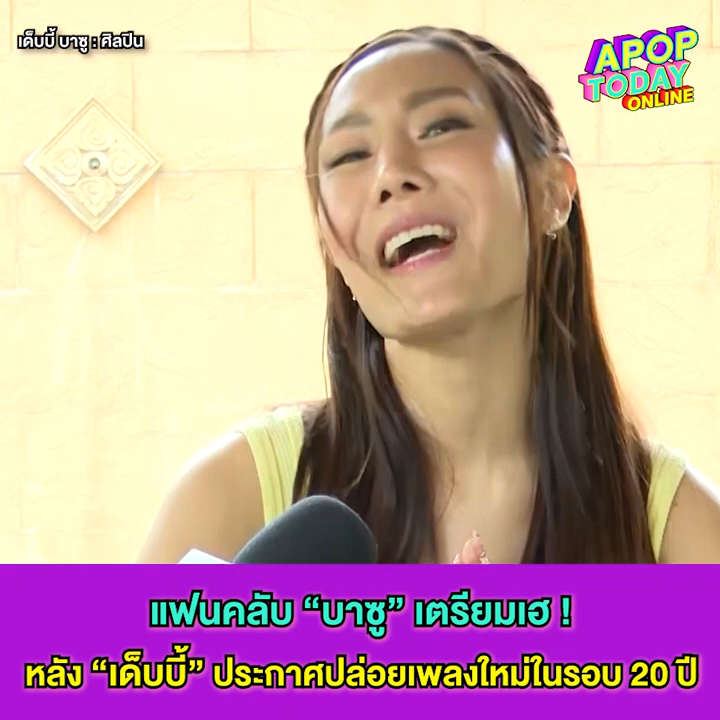 เด็บบี้ บาซู : ศิลปิน
APOP
TODAY
ONLINE
แฟนคลับ “บาซู” เตรียมเฮ !
หลัง “เด็บบี้” ประกาศปล่อยเพลงใหม่ในรอบ 20 ปี